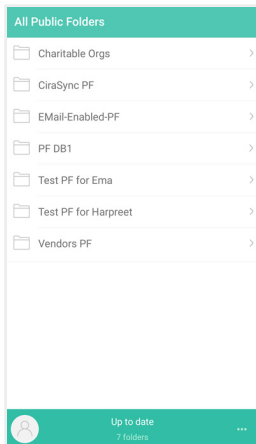 All Public Folders
Charitable Orgs
CiraSync PF
EMail-Enabled-PF
PF DB1
Test PF for Ema
Test PF for Harpreet
Vendors PF
Up to date
7 folders